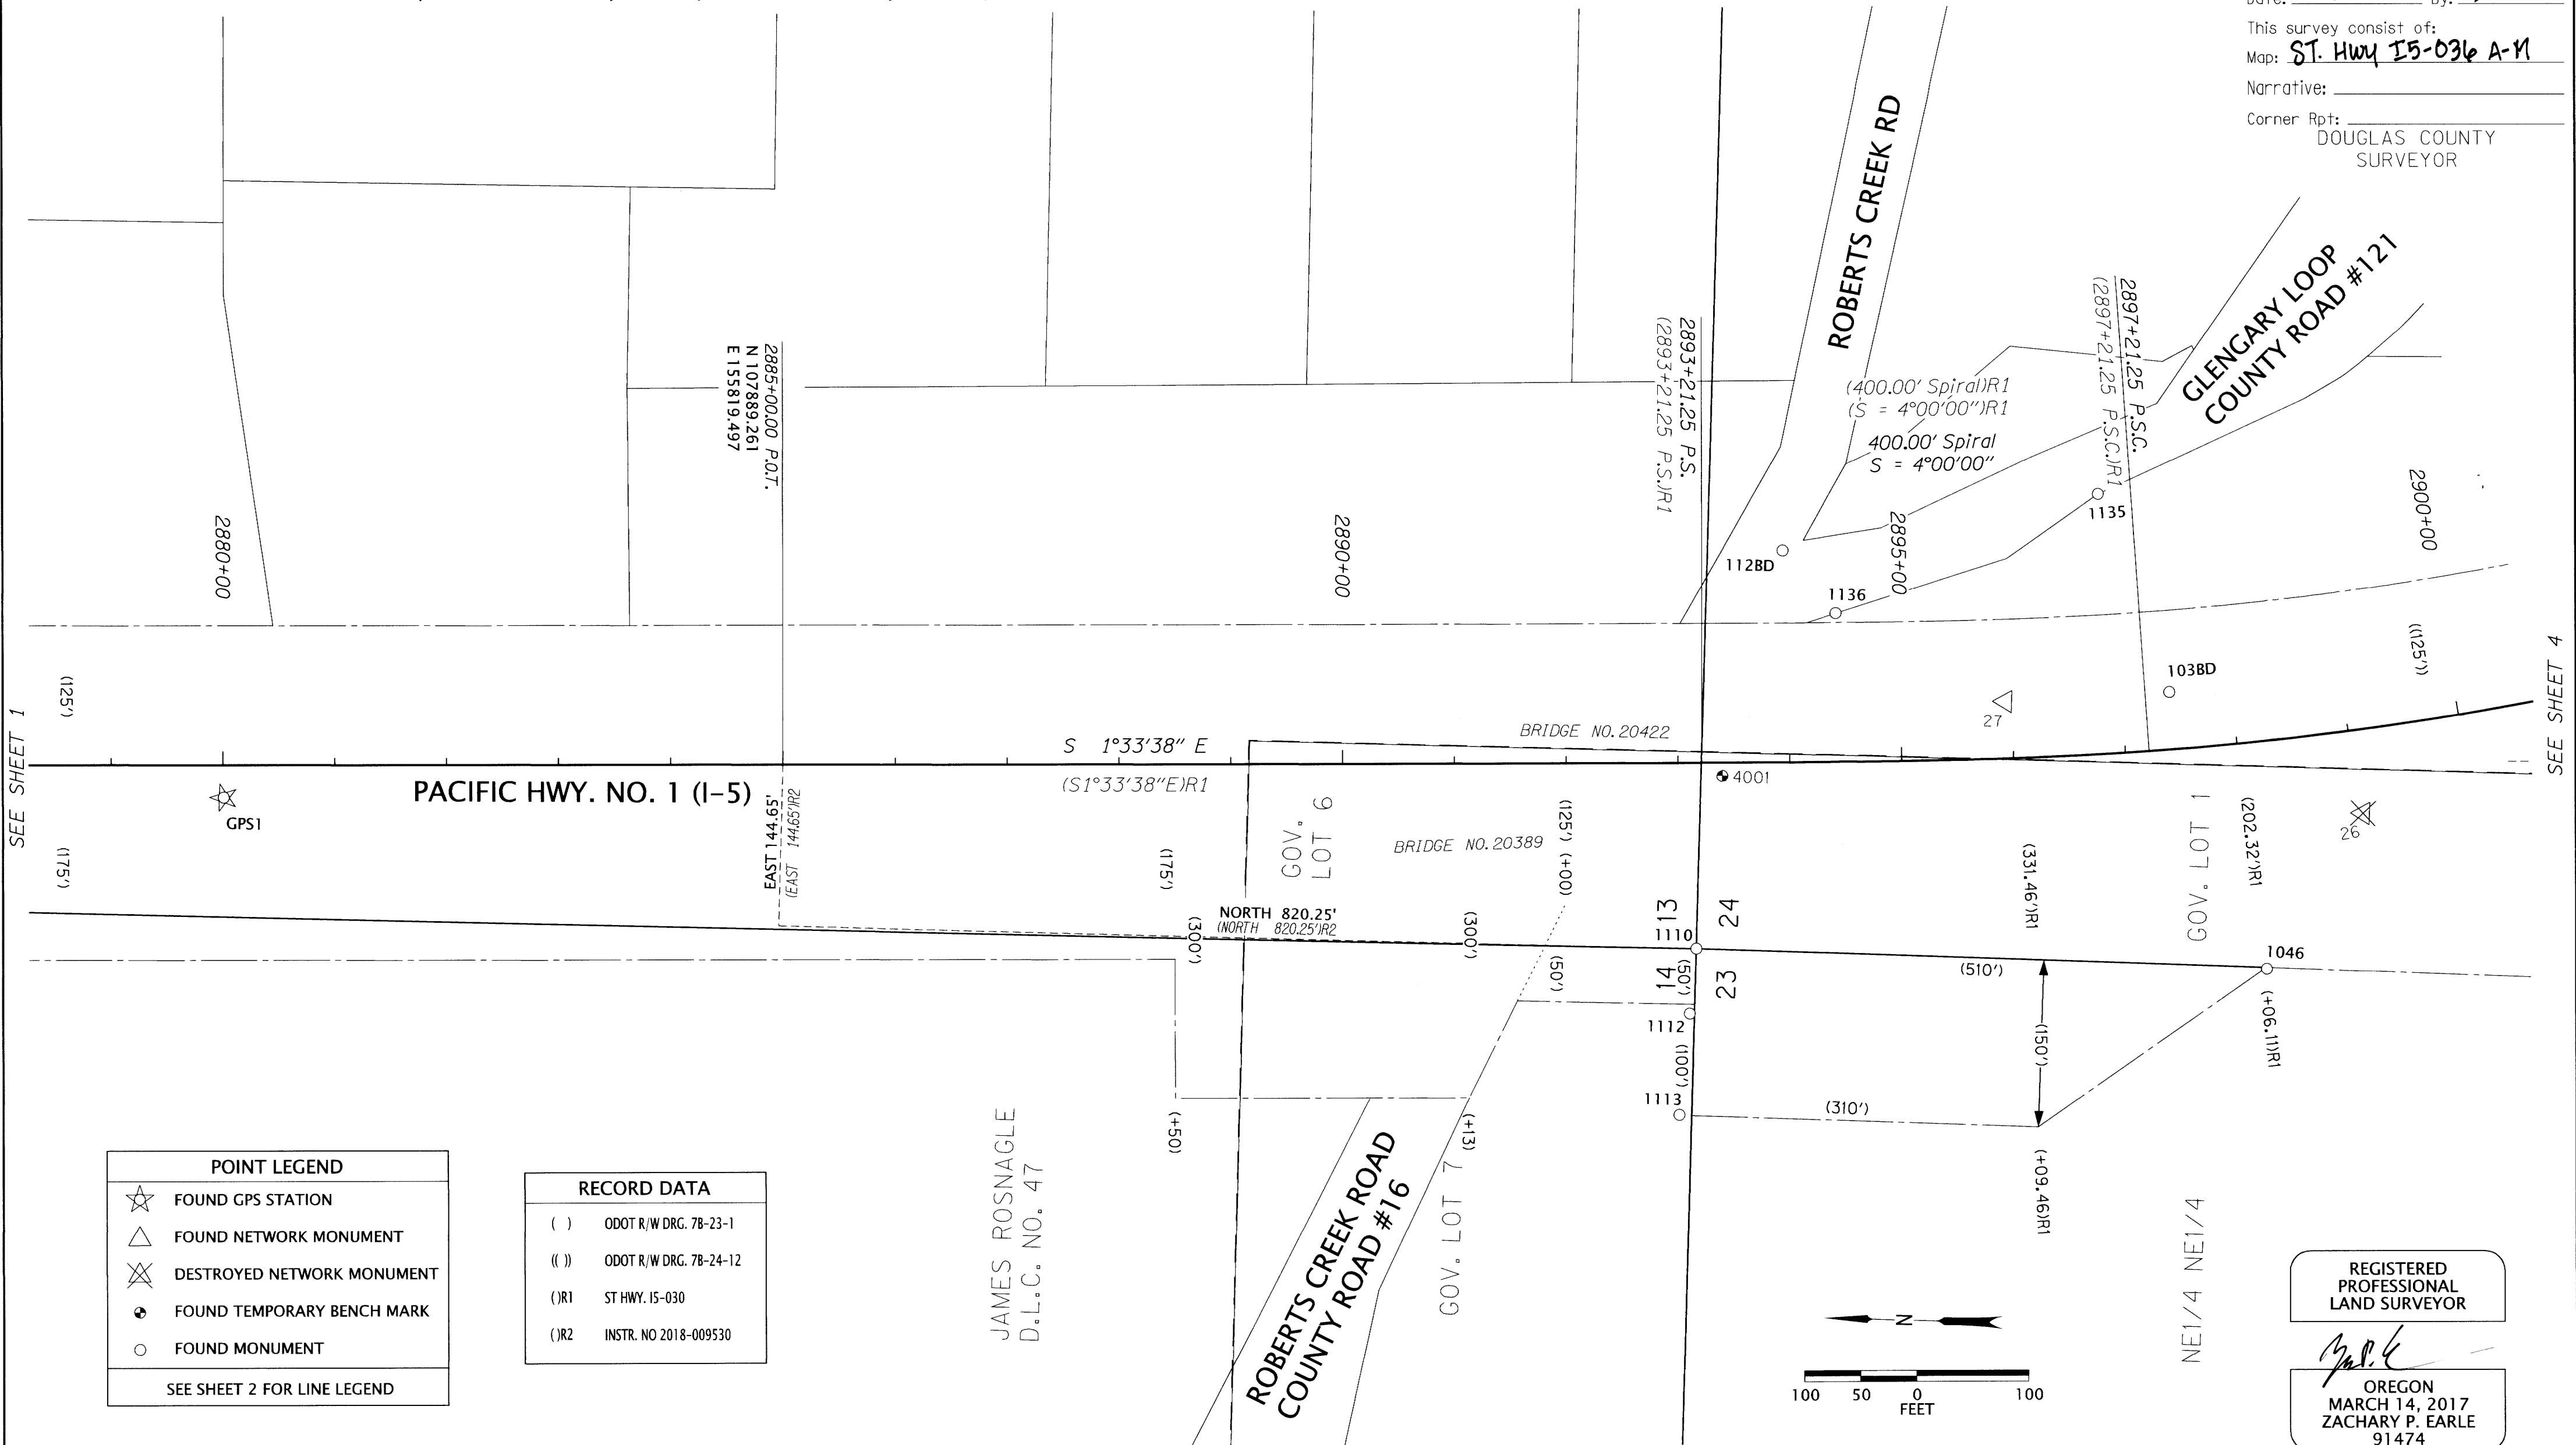 By:
This survey consist of:
Map: ST. HWY I5-036 A-M
Narrative:
Corner Rpt:
DOUGLAS COUNTY
SURVEYOR
ROBERTS CREEK RD
GLENGARY LOOP
COUNTY ROAD #121
2897+21.25 P.S.C.
(2897+21.25 P.S.C.)R1
2893+21.25 P.S.
(2893+21.25 P.S.)R1
2885+00.00 P.O.T.
N 107889.261
E 155819.497
(400.00' Spiral)R1
(S = 4°00'00")R1
400.00' Spiral
S = 4°00'00"
2880+00
2890+00
2895+00
2900+00
1135
112BD
1136
103BD
27
(125')
((125'))
SEE SHEET 1
SEE SHEET 4
S 1°33'38" E
(S1°33'38"E)R1
BRIDGE NO.20422
PACIFIC HWY. NO. 1 (I-5)
GPS1
4001
26
(175')
EAST 144.65'
(EAST 144.65')R2
(175')
GOV.
LOT 6
BRIDGE NO.20389
(125') (+00)
(331.46')R1
GOV. LOT 1
(202.32')R1
NORTH 820.25'
(NORTH 820.25')R2
(300')
(300')
(50')
13
24
14
23
1110
(50')
(510')
1046
(+06.11)R1
1112
(100')
1113
(310')
(150')
(+09.46)R1
(+50)
(+13)
JAMES ROSNAGLE
D.L.C. NO. 47
ROBERTS CREEK ROAD
COUNTY ROAD #16
GOV. LOT 7
NE1/4 NE1/4
POINT LEGEND
FOUND GPS STATION
FOUND NETWORK MONUMENT
DESTROYED NETWORK MONUMENT
FOUND TEMPORARY BENCH MARK
FOUND MONUMENT
SEE SHEET 2 FOR LINE LEGEND
RECORD DATA
( ) ODOT R/W DRG. 7B-23-1
(( )) ODOT R/W DRG. 7B-24-12
( )R1 ST HWY. I5-030
( )R2 INSTR. NO 2018-009530
N
100 50 0 100
FEET
REGISTERED
PROFESSIONAL
LAND SURVEYOR
OREGON
MARCH 14, 2017
ZACHARY P. EARLE
91474